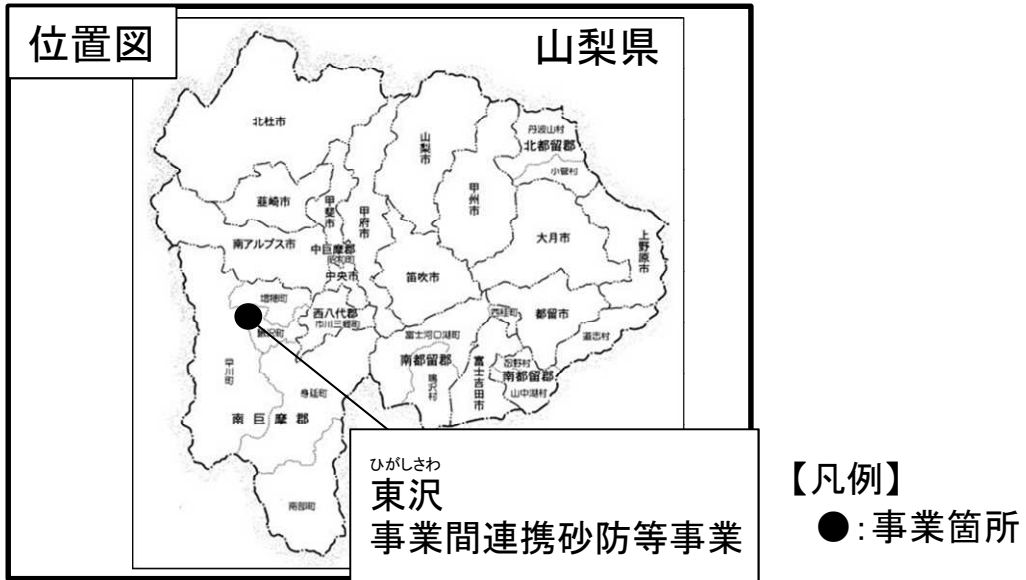 位置図
山梨県
北杜市
山梨市
丹波山村
北都留郡
小菅村
韮崎市
甲斐市
甲府市
甲州市
南アルプス市
中巨摩郡
昭和町
中央市
大月市
上野原市
笛吹市
増穂町
西八代郡
市川三郷町
鰍沢町
西桂町
都留市
道志村
富士河口湖町
南都留郡
鳴沢村
富士吉田市
忍野村
南都留郡
山中湖村
早川町
身延町
南巨摩郡
南部町
ひがしさわ
東沢
事業間連携砂防等事業
【凡例】
●:事業箇所